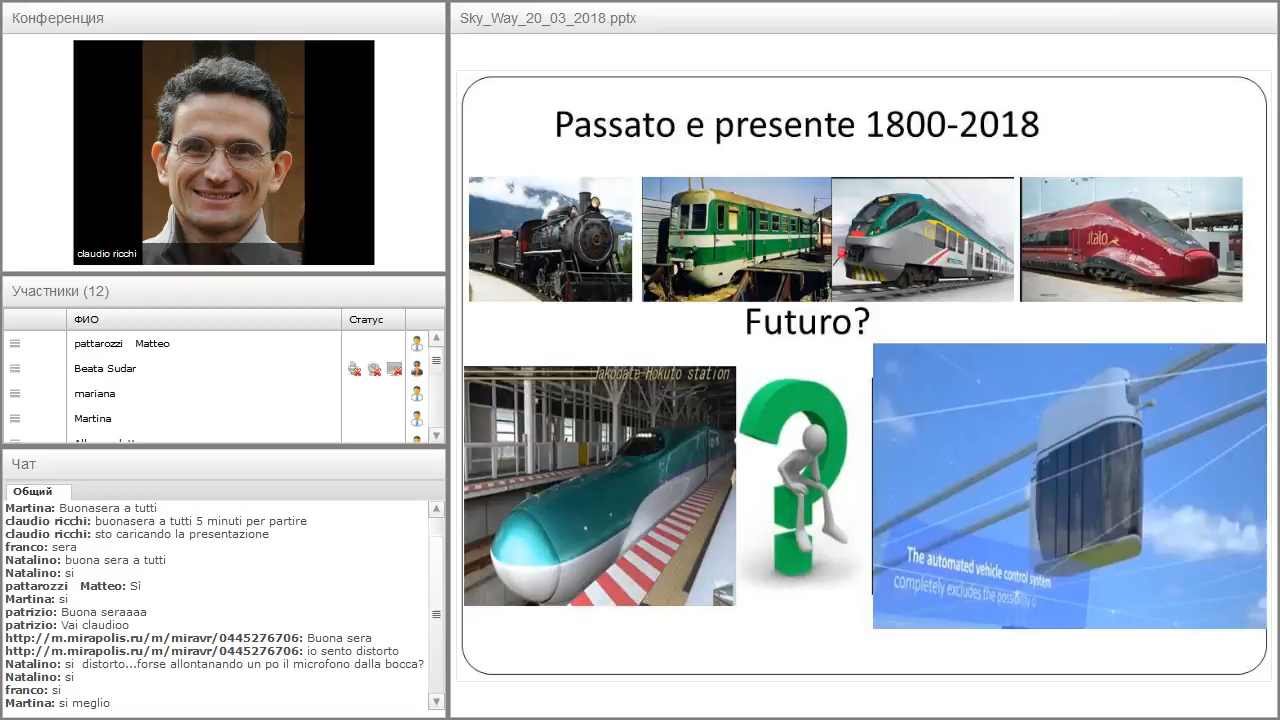 Конференция
claudio ricchi
Участники (12)
ФИО
Статус
pattarozzi Matteo
Beata Sudar
mariana
Martina
Чат
Общий
Martina: Buonasera a tutti
claudio ricchi: buonasera a tutti 5 minuti per partire
claudio ricchi: sto caricando la presentazione
franco: sera
Natalino: buona sera a tutti
Natalino: si
pattarozzi Matteo: Sì
Martina: si
patrizio: Buona seraaaa
patrizio: Vai claudioo
http://m.mirapolis.ru/m/miravr/0445276706: Buona sera
http://m.mirapolis.ru/m/miravr/0445276706: io sento distorto
Natalino: si distorto...forse allontanando un po il microfono dalla bocca?
Natalino: si
franco: si
Martina: si meglio
Sky_Way_20_03_2018.pptx
Passato e presente 1800-2018
italo
Futuro?
Hakodate-Hokuto station
The automated vehicle control system
completely excludes the possibility o